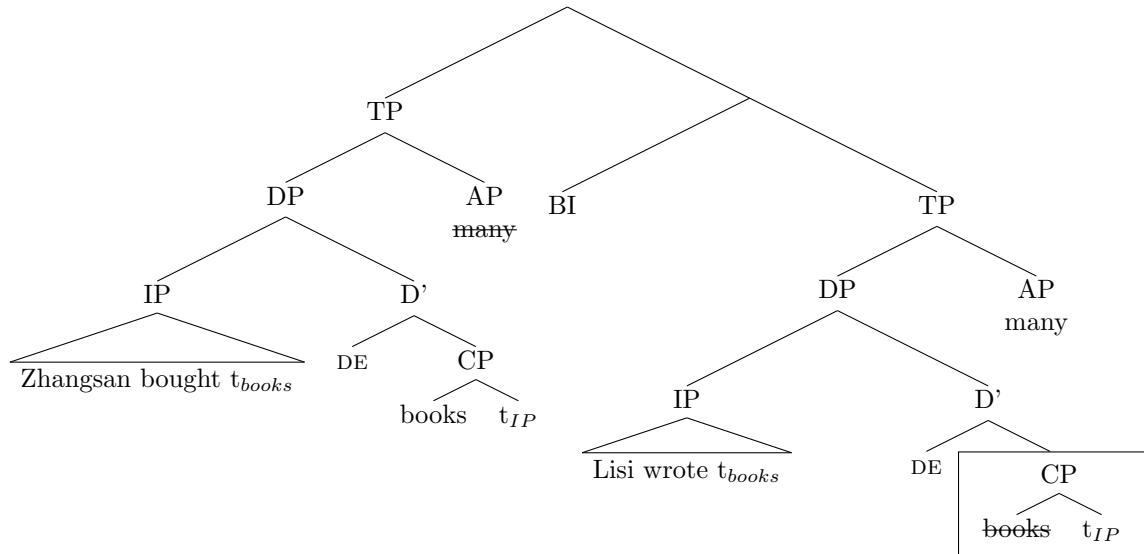 TP
DP AP BI TP
many
IP D' DP AP
many
Zhangsan bought t_books DE CP
books t_IP IP D'
Lisi wrote t_books DE CP
books t_IP